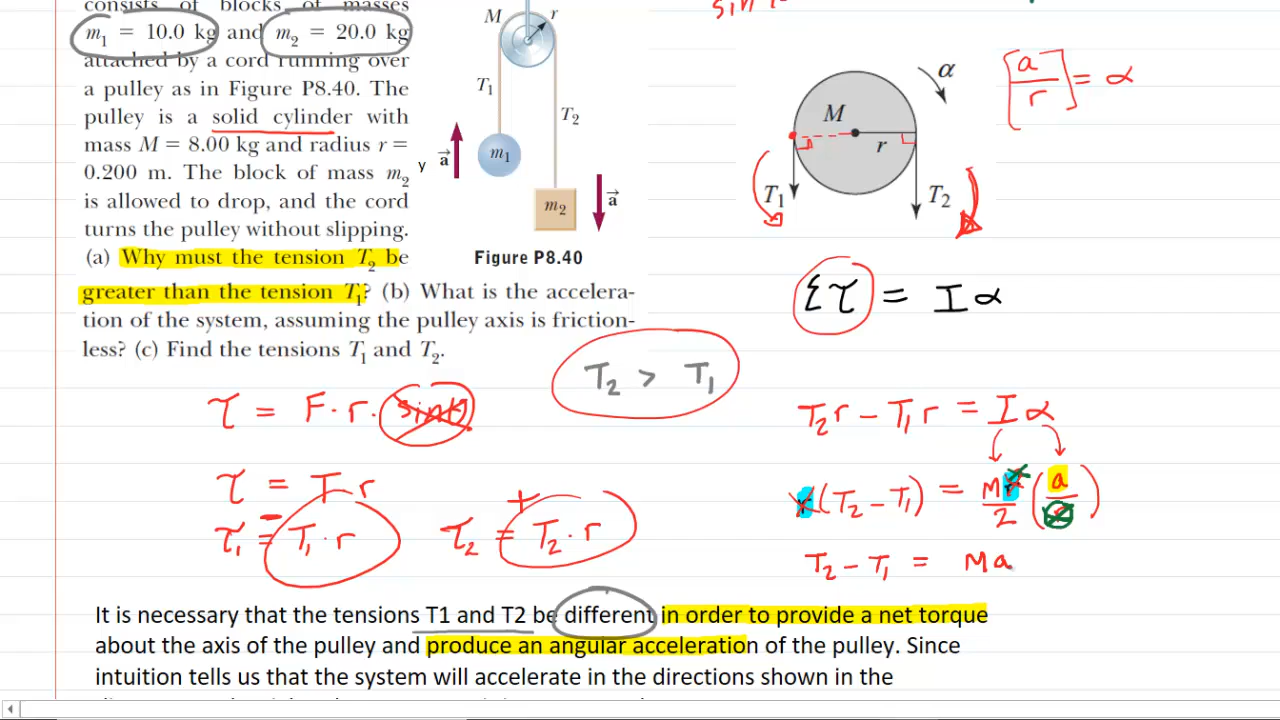 consists of blocks of masses
m₁ = 10.0 kg and m₂ = 20.0 kg
attached by a cord running over
a pulley as in Figure P8.40. The
pulley is a solid cylinder with
mass M = 8.00 kg and radius r =
0.200 m. The block of mass m₂
is allowed to drop, and the cord
turns the pulley without slipping.
(a) Why must the tension T₂ be
greater than the tension T₁? (b) What is the accelera-
tion of the system, assuming the pulley axis is friction-
less? (c) Find the tensions T₁ and T₂.
M r
T₁
T₂
m₁
y a⃗
m₂
a⃗
Figure P8.40
[a/r] = α
α
M
r
T₁
T₂
Στ = Iα
T₂ > T₁
τ = F · r · sinθ
τ = T · r
τ₁ = − T₁ · r
τ₂ = + T₂ · r
T₂r − T₁r = Iα
r(T₂ − T₁) = Mr²/2 (a/r)
T₂ − T₁ = Ma
It is necessary that the tensions T1 and T2 be different in order to provide a net torque
about the axis of the pulley and produce an angular acceleration of the pulley. Since
intuition tells us that the system will accelerate in the directions shown in the